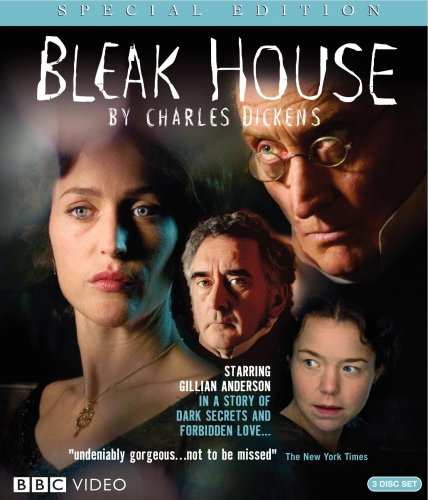 SPECIAL EDITION
BLEAK HOUSE
BY CHARLES DICKENS
STARRING
GILLIAN ANDERSON
IN A STORY OF
DARK SECRETS AND
FORBIDDEN LOVE...
"undeniably gorgeous...not to be missed" The New York Times
BBC VIDEO
3 DISC SET